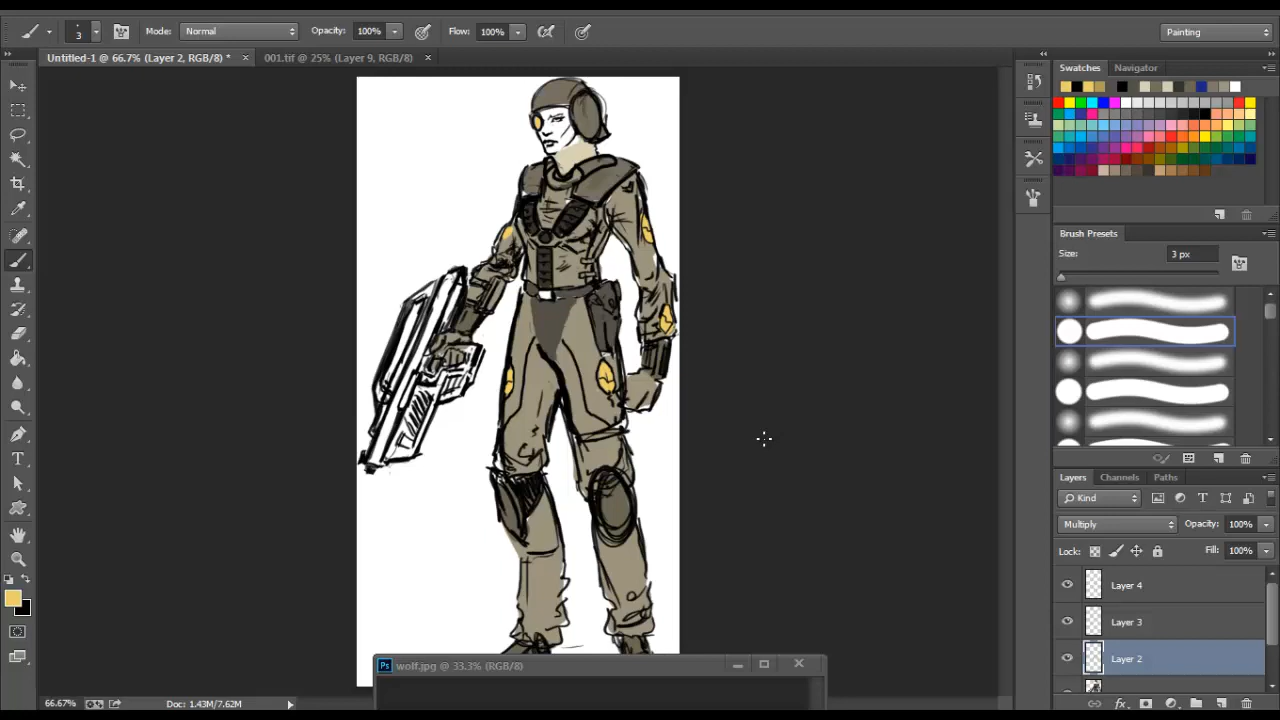 3 Mode: Normal Opacity: 100% Flow: 100% Painting
Untitled-1 @ 66.7% (Layer 2, RGB/8) * × 001.tif @ 25% (Layer 9, RGB/8) ×
Swatches Navigator
Brush Presets
Size: 3 px
Layers Channels Paths
Kind
Multiply Opacity: 100%
Lock: Fill: 100%
Layer 4
Layer 3
Layer 2
Ps wolf.jpg @ 33.3% (RGB/8)
66.67% Doc: 1.43M/7.62M
fx